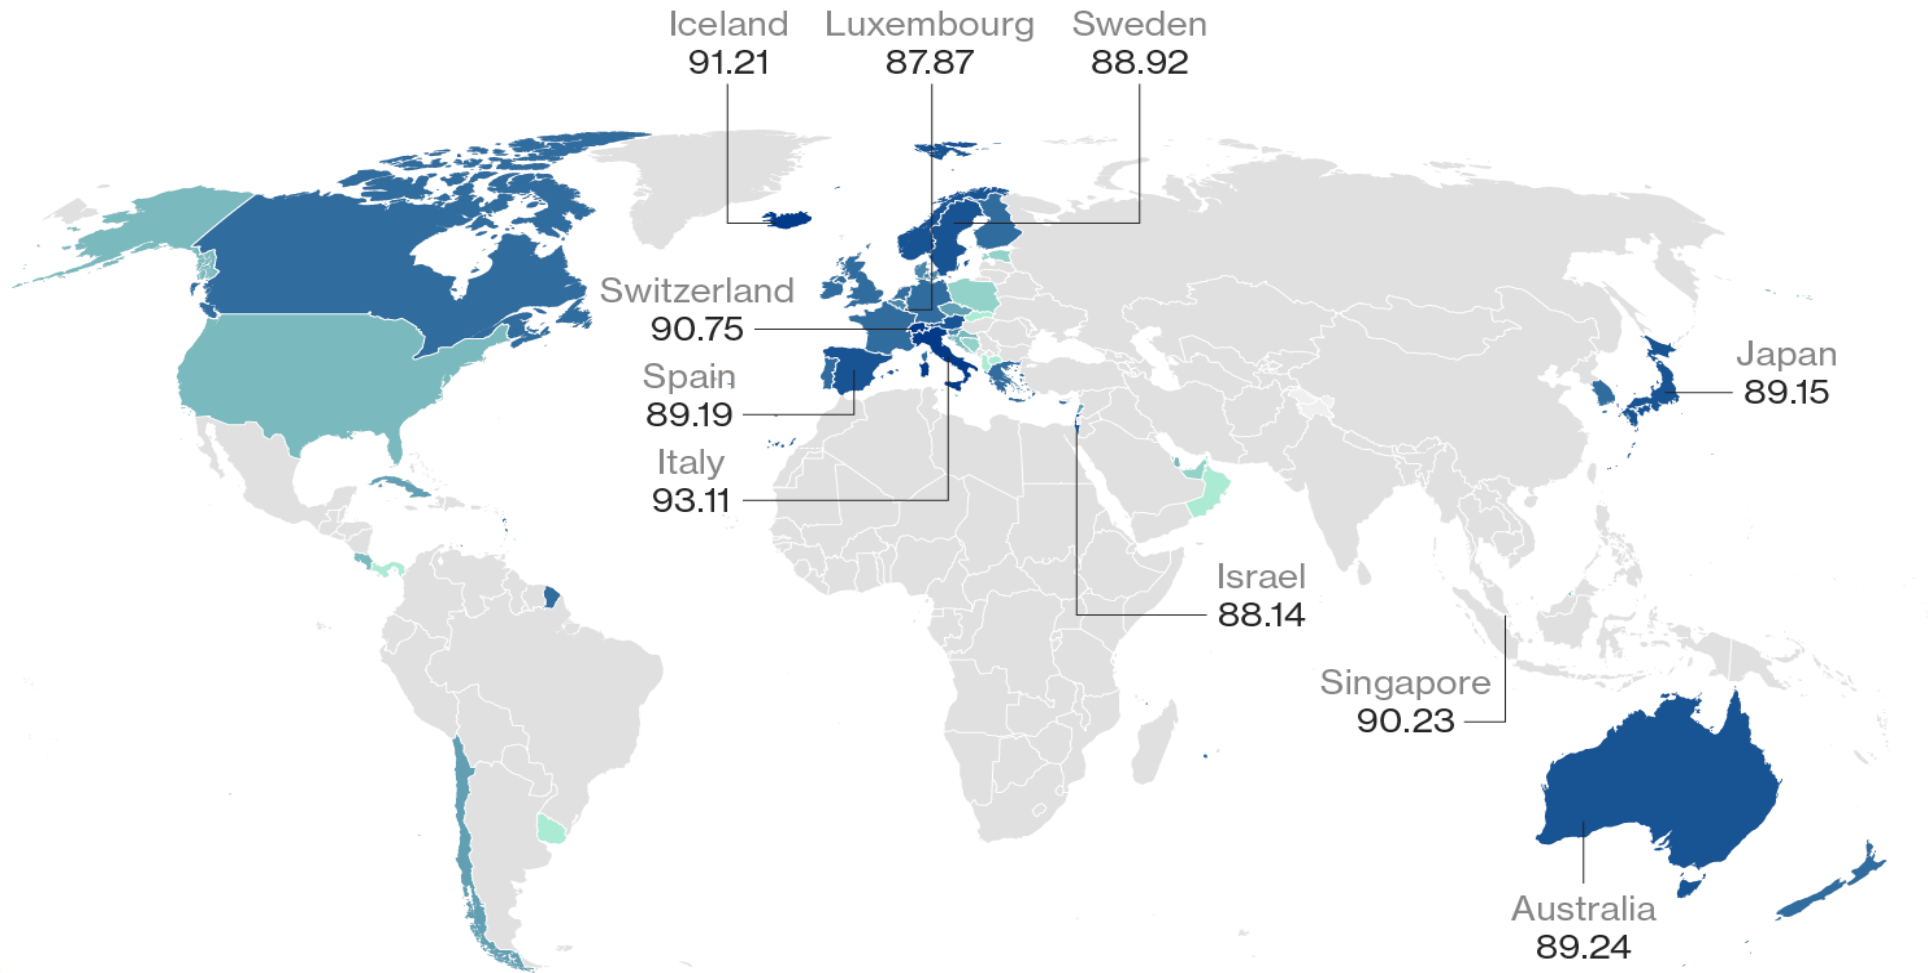 Iceland
91.21
Luxembourg
87.87
Sweden
88.92
Switzerland
90.75
Spain
89.19
Italy
93.11
Japan
89.15
Israel
88.14
Singapore
90.23
Australia
89.24